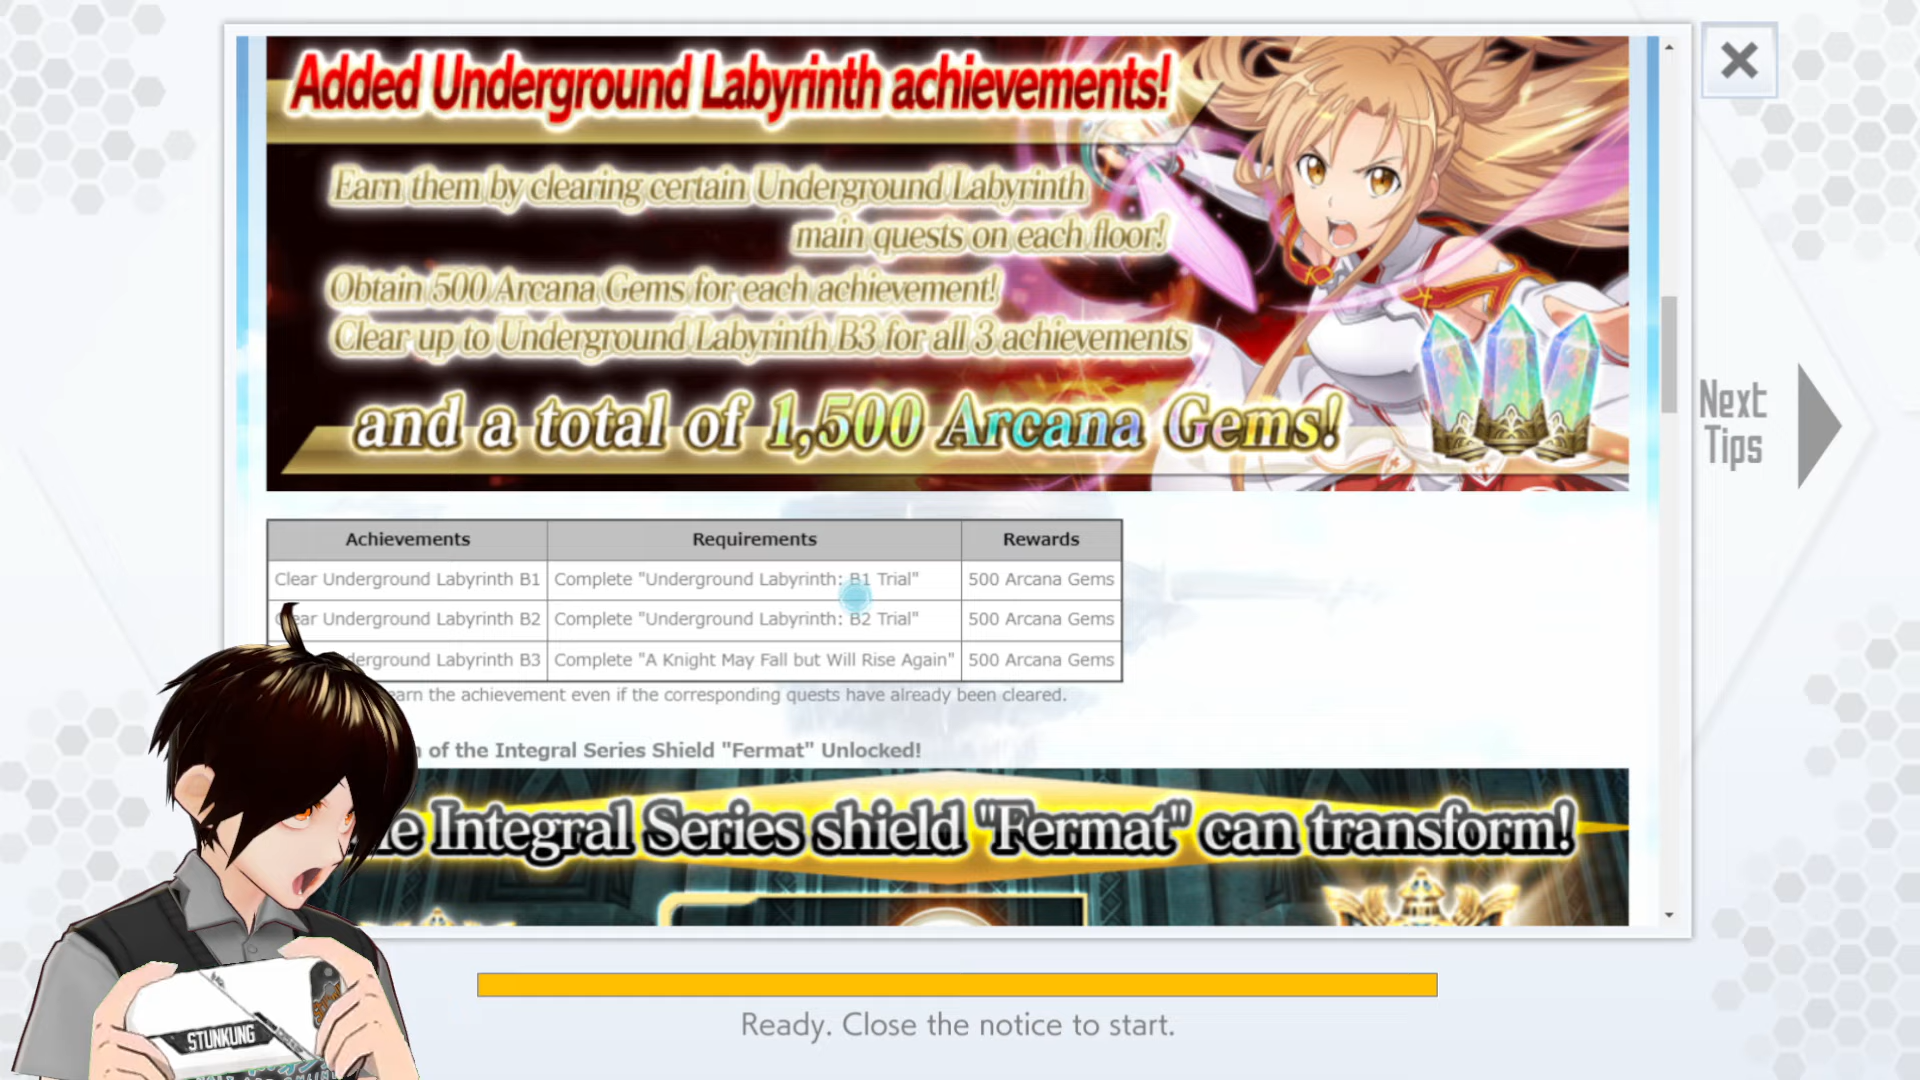 Added Underground Labyrinth achievements!
Earn them by clearing certain Underground Labyrinth
main quests on each floor!
Obtain 500 Arcana Gems for each achievement!
Clear up to Underground Labyrinth B3 for all 3 achievements
and a total of 1,500 Arcana Gems!
Next
Tips
Achievements Requirements Rewards
Clear Underground Labyrinth B1 Complete "Underground Labyrinth: B1 Trial" 500 Arcana Gems
Clear Underground Labyrinth B2 Complete "Underground Labyrinth: B2 Trial" 500 Arcana Gems
Underground Labyrinth B3 Complete "A Knight May Fall but Will Rise Again" 500 Arcana Gems
earn the achievement even if the corresponding quests have already been cleared.
of the Integral Series Shield "Fermat" Unlocked!
Integral Series shield "Fermat" can transform!
Ready. Close the notice to start.
STUNKUNG